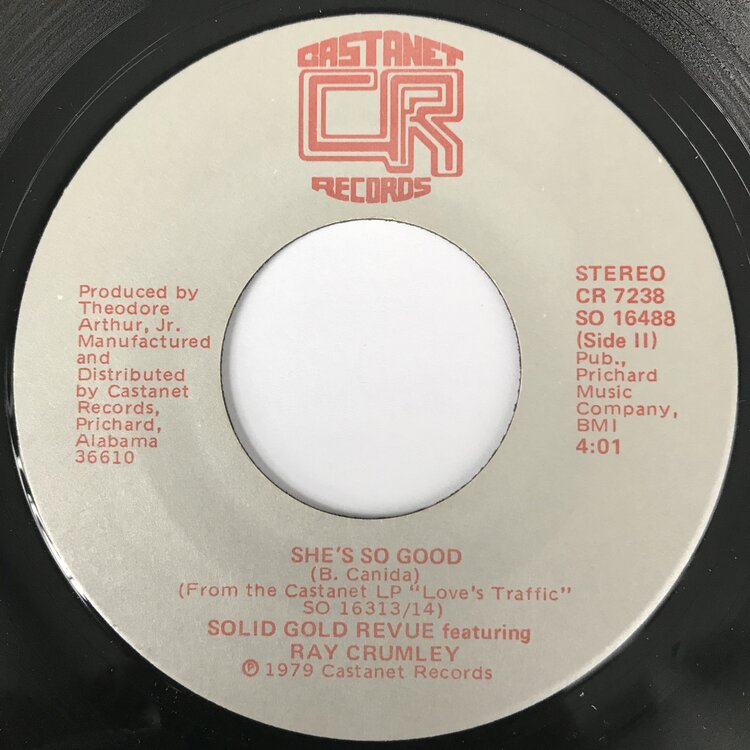 CASTANET
CR
RECORDS
Produced by
Theodore
Arthur, Jr.
Manufactured
and
Distributed
by Castanet
Records,
Prichard,
Alabama
36610
STEREO
CR 7238
SO 16488
(Side II)
Pub.,
Prichard
Music
Company,
BMI
4:01
SHE'S SO GOOD
(B. Canida)
(From the Castanet LP "Love's Traffic"
SO 16313/14)
SOLID GOLD REVUE featuring
RAY CRUMLEY
℗ 1979 Castanet Records